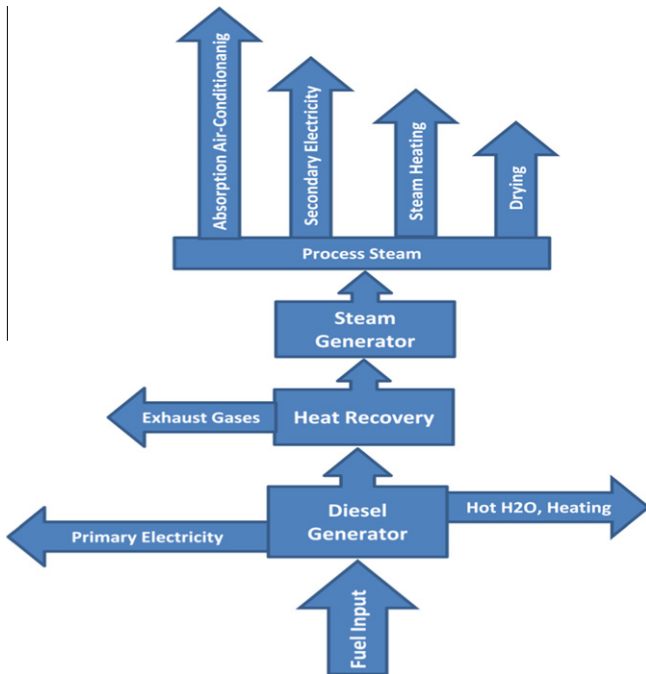 Absorption Air-Conditionanig
Secondary Electricity
Steam Heating
Drying
Process Steam
Steam
Generator
Exhaust Gases
Heat Recovery
Diesel
Generator
Hot H2O, Heating
Primary Electricity
Fuel Input